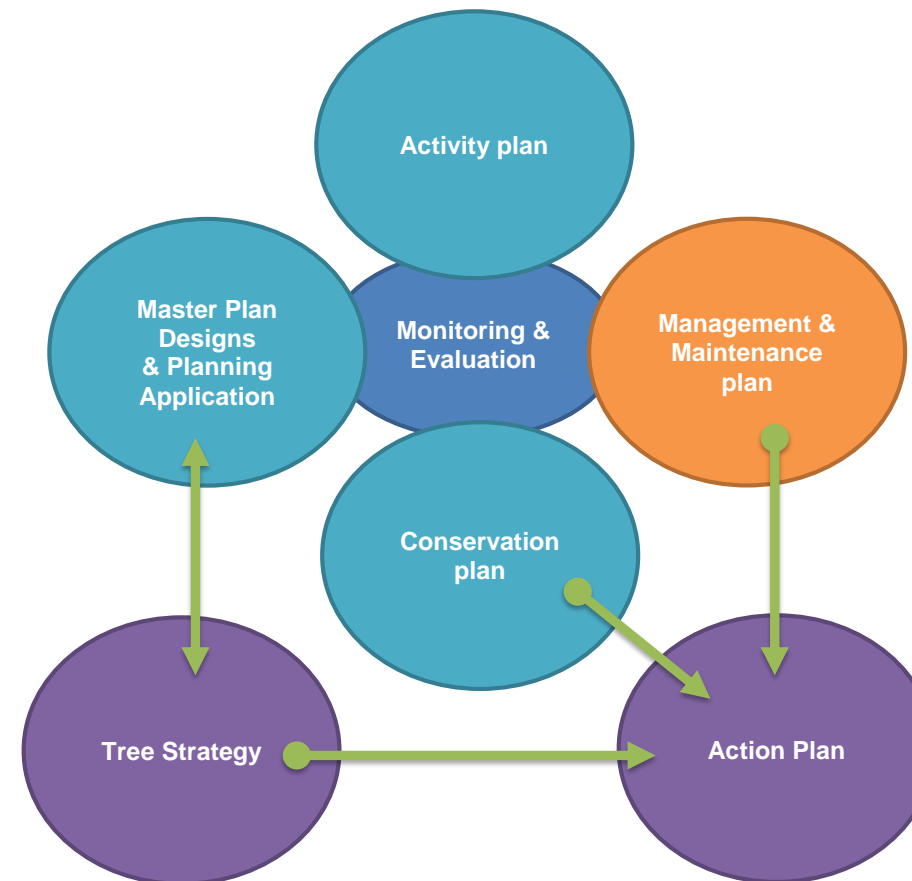 Activity plan
Master Plan
Designs
& Planning
Application
Monitoring &
Evaluation
Management &
Maintenance
plan
Conservation
plan
Tree Strategy
Action Plan